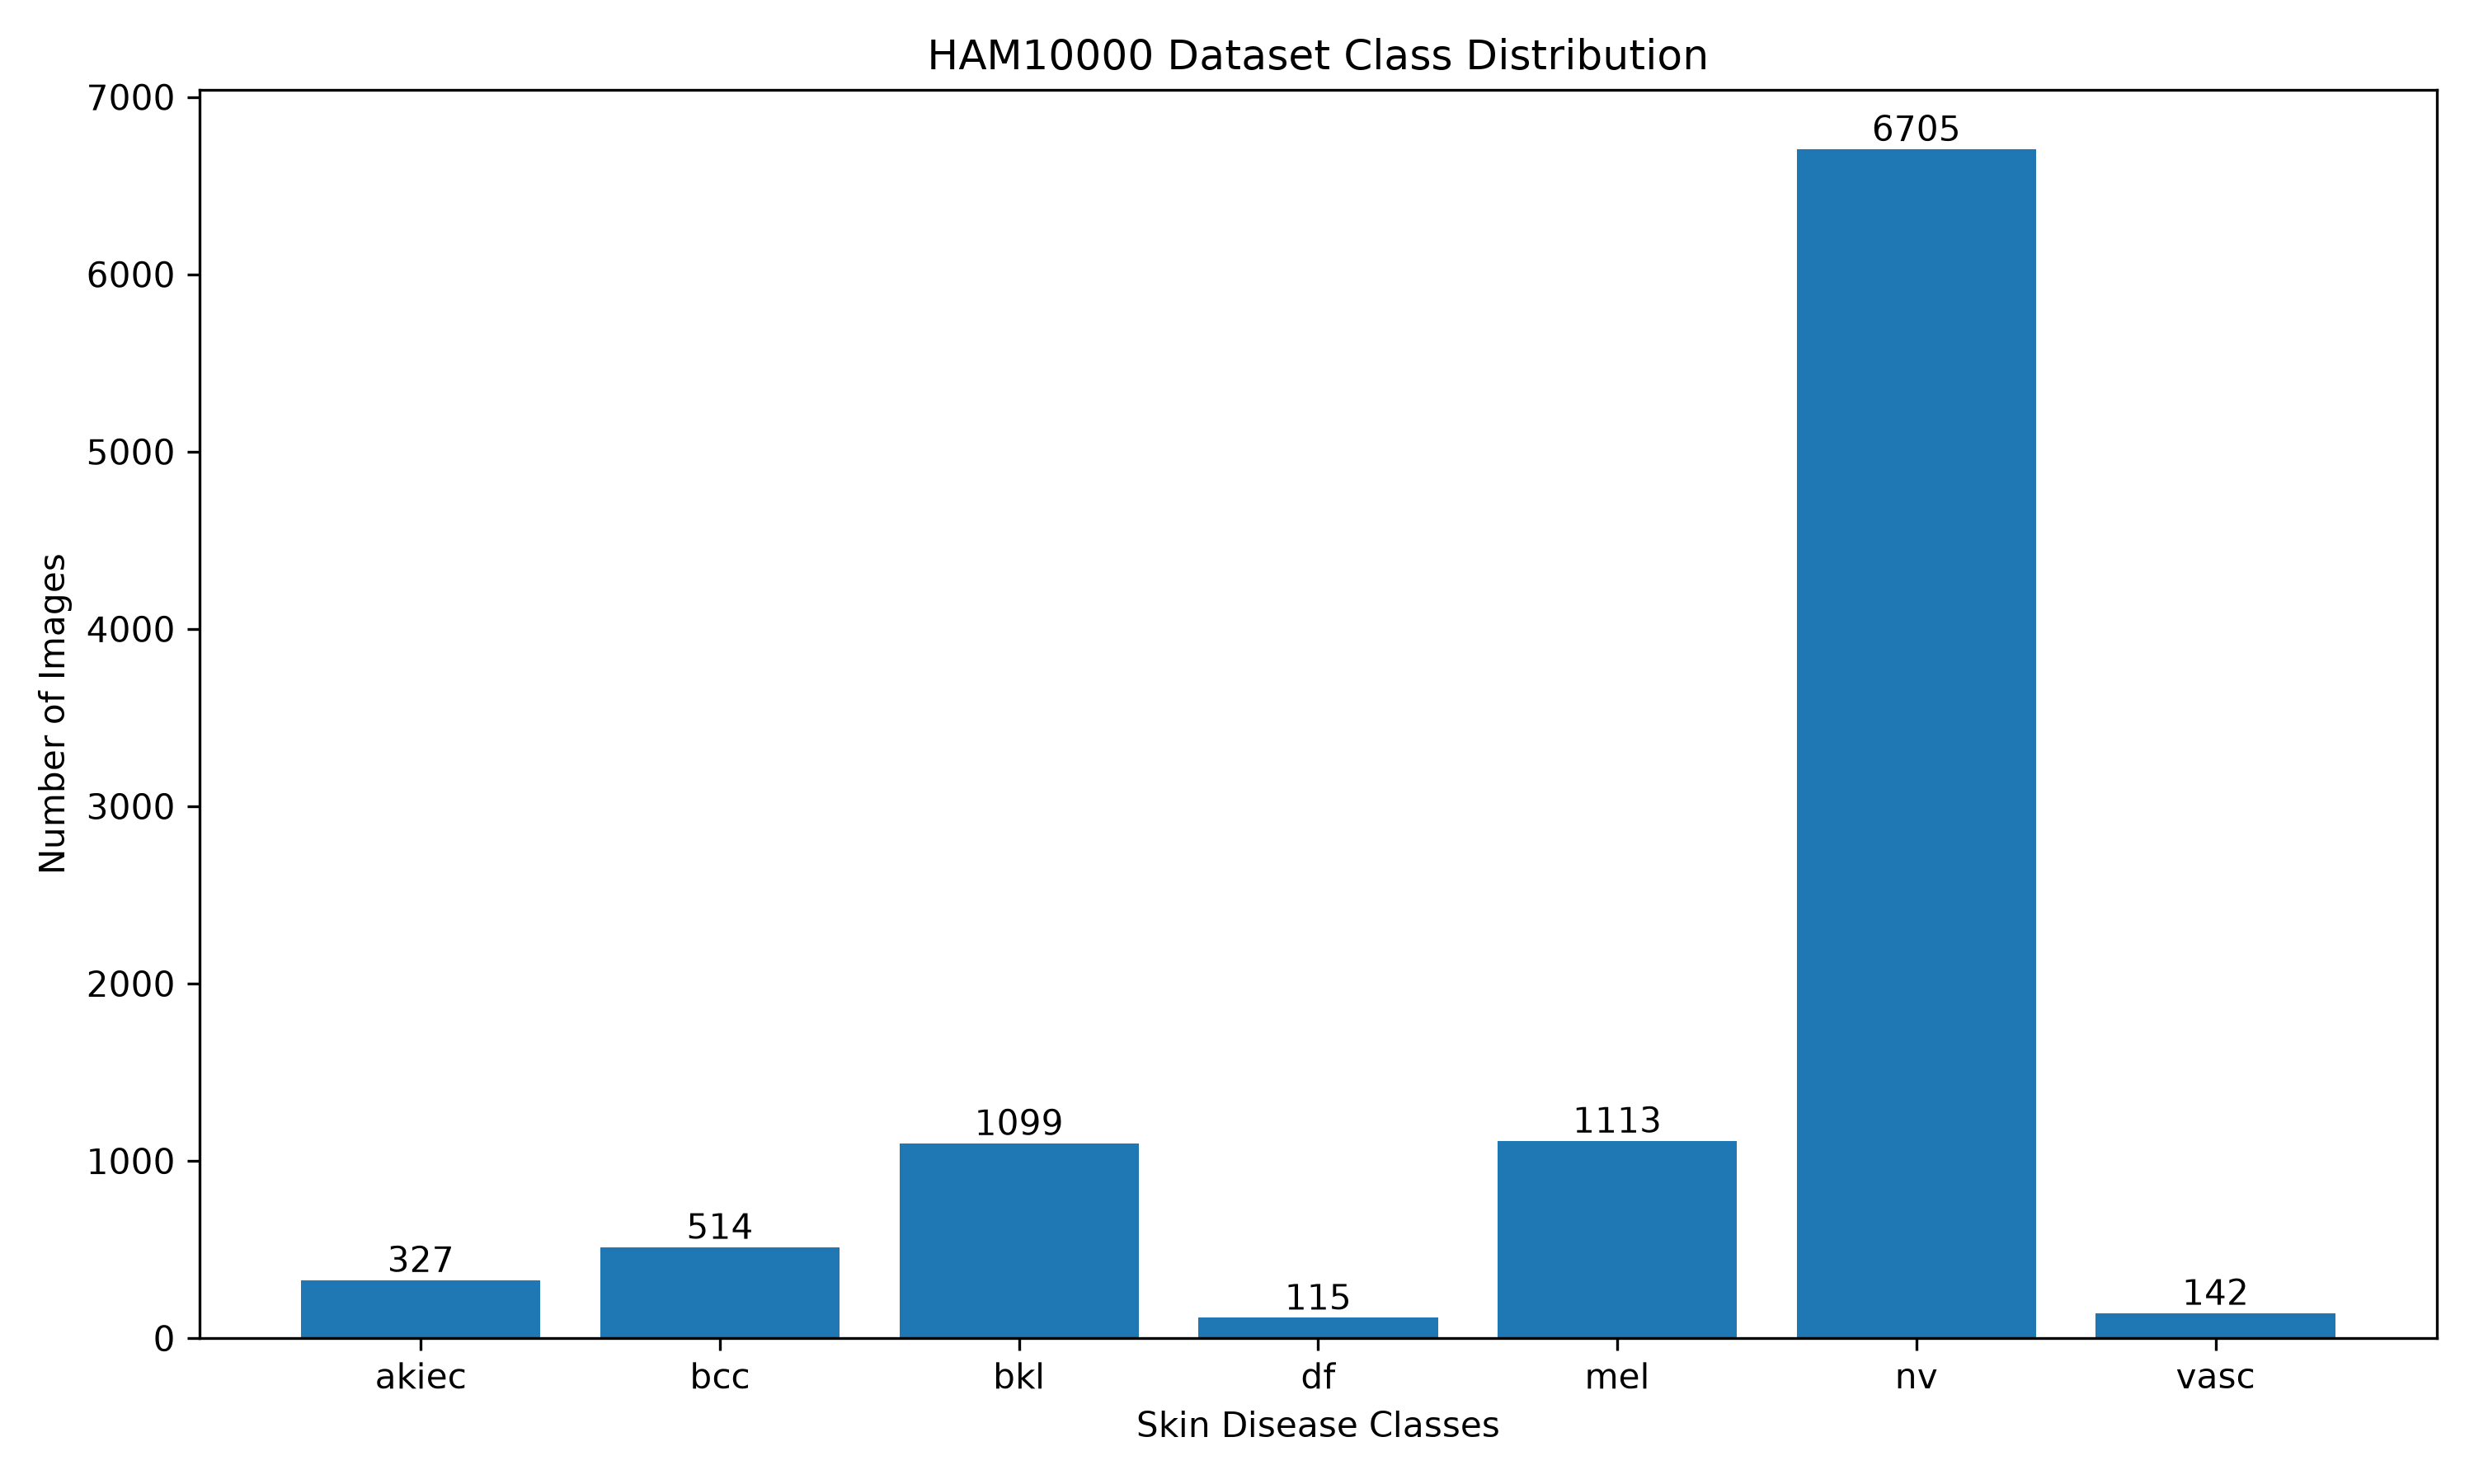 HAM10000 Dataset Class Distribution
7000
6000
5000
4000
3000
2000
1000
0
Number of Images
327
514
1099
115
1113
6705
142
akiec
bcc
bkl
df
mel
nv
vasc
Skin Disease Classes